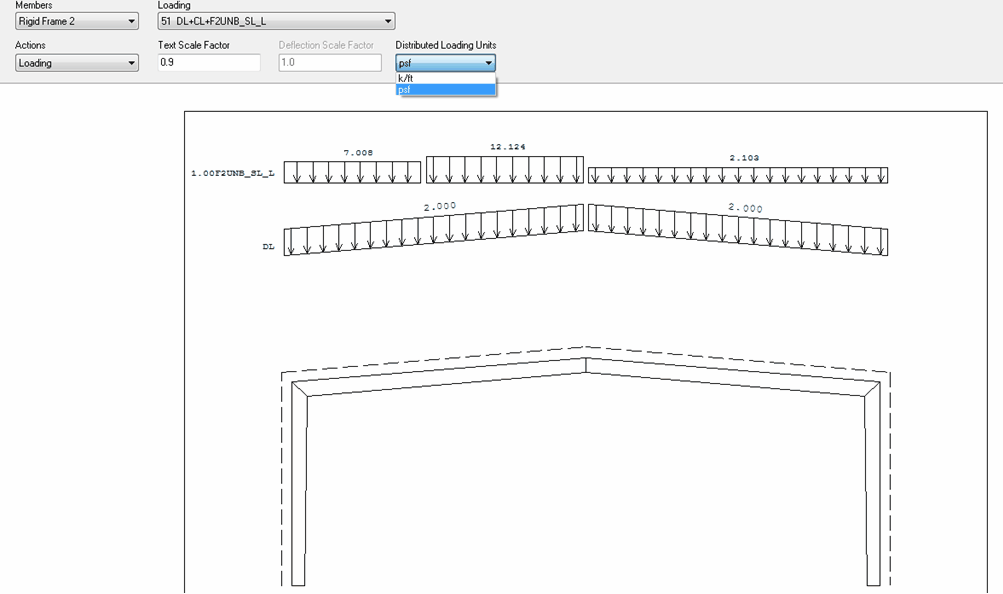 Members Loading
Rigid Frame 2 51 DL+CL+F2UNB_SL_L
Actions Text Scale Factor Deflection Scale Factor Distributed Loading Units
Loading 0.9 1.0 psf
k/ft
psf
12.124
7.008 2.103
1.00F2UNB_SL_L
2.000 2.000
DL